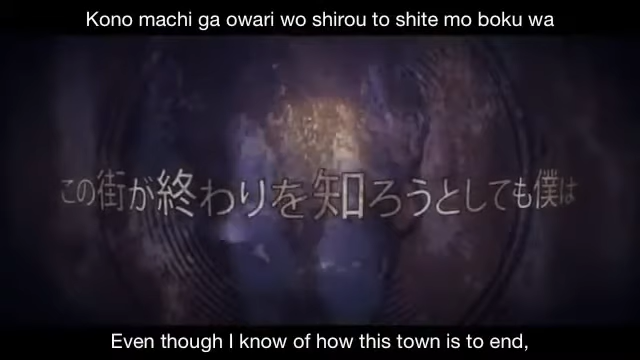 Kono machi ga owari wo shirou to shite mo boku wa
この街が終わりを知ろうとしても僕は
Even though I know of how this town is to end,